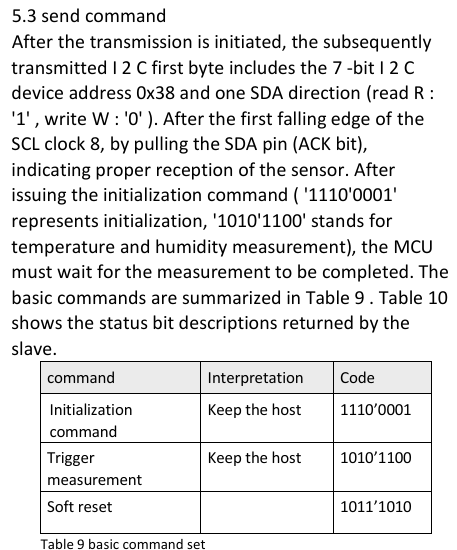 5.3 send command
After the transmission is initiated, the subsequently
transmitted I 2 C first byte includes the 7 -bit I 2 C
device address 0x38 and one SDA direction (read R :
'1' , write W : '0' ). After the first falling edge of the
SCL clock 8, by pulling the SDA pin (ACK bit),
indicating proper reception of the sensor. After
issuing the initialization command ( '1110'0001'
represents initialization, '1010'1100' stands for
temperature and humidity measurement), the MCU
must wait for the measurement to be completed. The
basic commands are summarized in Table 9 . Table 10
shows the status bit descriptions returned by the
slave.
command Interpretation Code
Initialization Keep the host 1110’0001
command
Trigger Keep the host 1010’1100
measurement
Soft reset 1011’1010
Table 9 basic command set